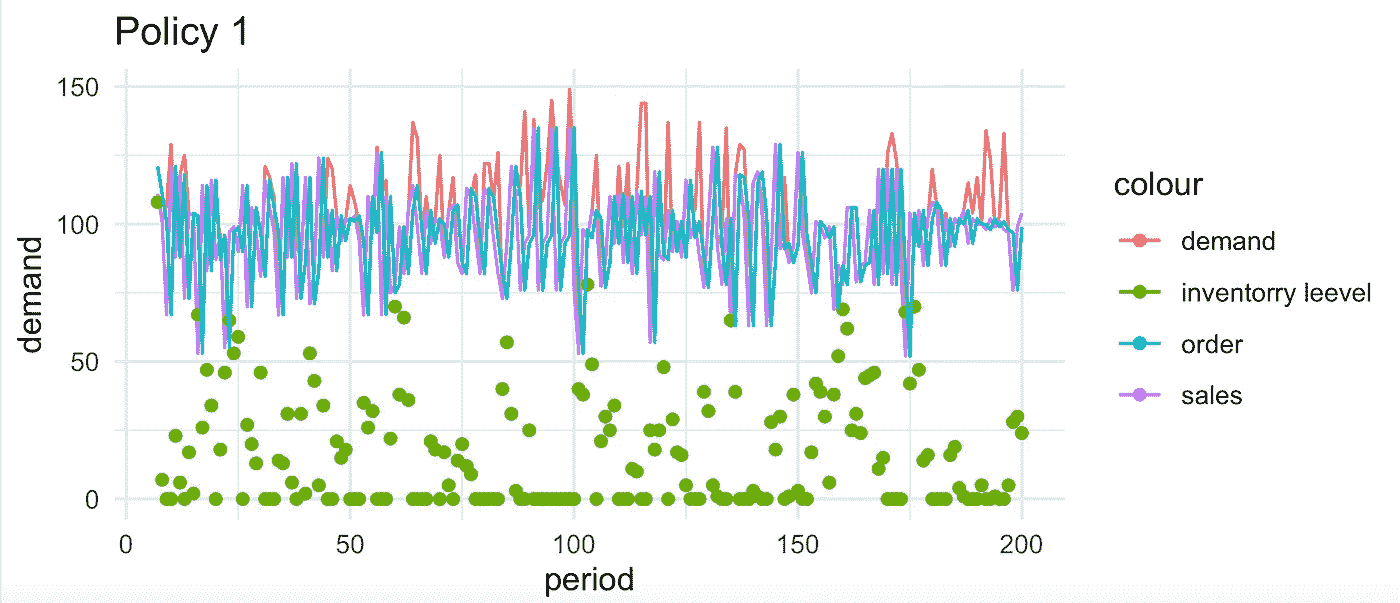 Policy 1
150
100
50
0
demand
0 50 100 150 200
period
colour
demand
inventorry leevel
order
sales